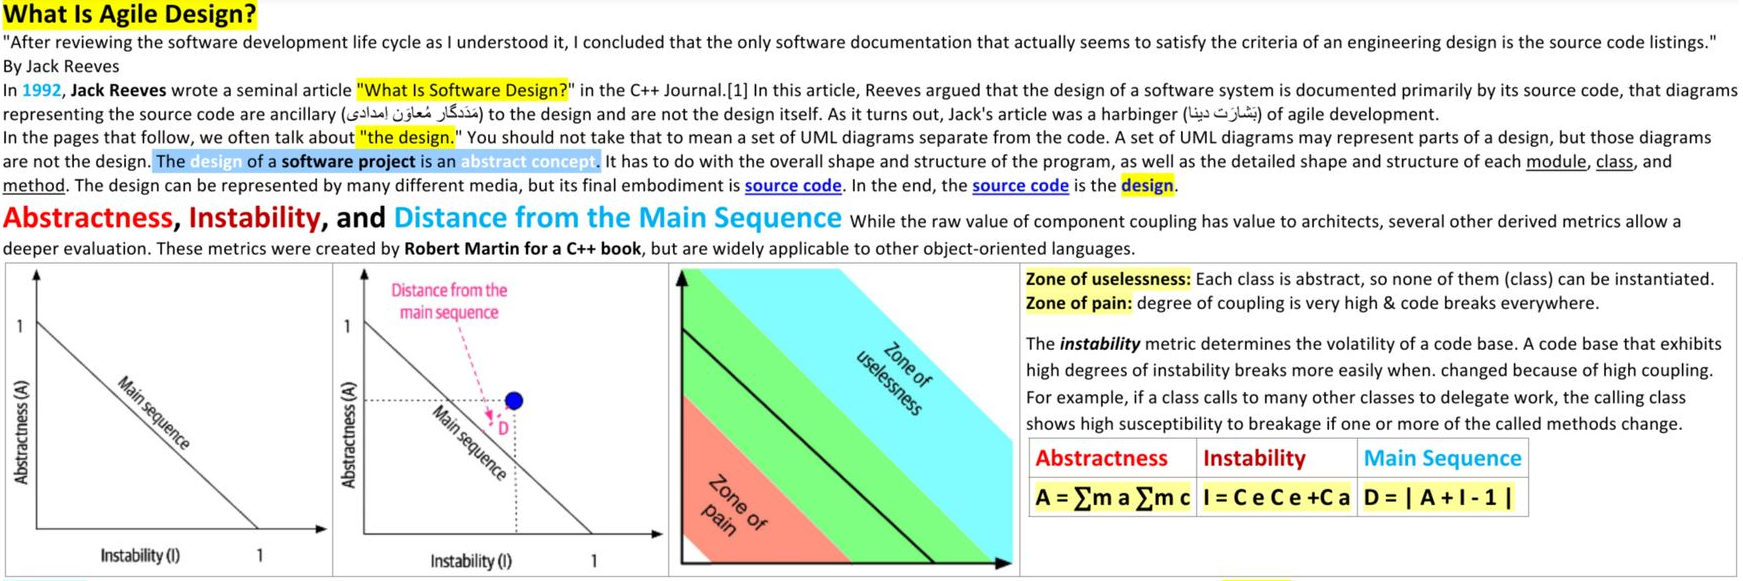 What Is Agile Design?
"After reviewing the software development life cycle as I understood it, I concluded that the only software documentation that actually seems to satisfy the criteria of an engineering design is the source code listings."
By Jack Reeves
In 1992, Jack Reeves wrote a seminal article "What Is Software Design?" in the C++ Journal.[1] In this article, Reeves argued that the design of a software system is documented primarily by its source code, that diagrams
representing the source code are ancillary (مَدَدگار مُعاوَن اِمدادی) to the design and are not the design itself. As it turns out, Jack's article was a harbinger (بَشارَت دینا) of agile development.
In the pages that follow, we often talk about "the design." You should not take that to mean a set of UML diagrams separate from the code. A set of UML diagrams may represent parts of a design, but those diagrams
are not the design. The design of a software project is an abstract concept. It has to do with the overall shape and structure of the program, as well as the detailed shape and structure of each module, class, and
method. The design can be represented by many different media, but its final embodiment is source code. In the end, the source code is the design.
Abstractness, Instability, and Distance from the Main Sequence While the raw value of component coupling has value to architects, several other derived metrics allow a
deeper evaluation. These metrics were created by Robert Martin for a C++ book, but are widely applicable to other object-oriented languages.
1
Abstractness (A)
Main sequence
Instability (I)
1
Distance from the
main sequence
1
Abstractness (A)
D
Main sequence
Instability (I)
1
Zone of
uselessness
Zone of
pain
Zone of uselessness: Each class is abstract, so none of them (class) can be instantiated.
Zone of pain: degree of coupling is very high & code breaks everywhere.
The instability metric determines the volatility of a code base. A code base that exhibits
high degrees of instability breaks more easily when. changed because of high coupling.
For example, if a class calls to many other classes to delegate work, the calling class
shows high susceptibility to breakage if one or more of the called methods change.
Abstractness Instability Main Sequence
A = ∑m a ∑m c I = C e C e +C a D = | A + I - 1 |